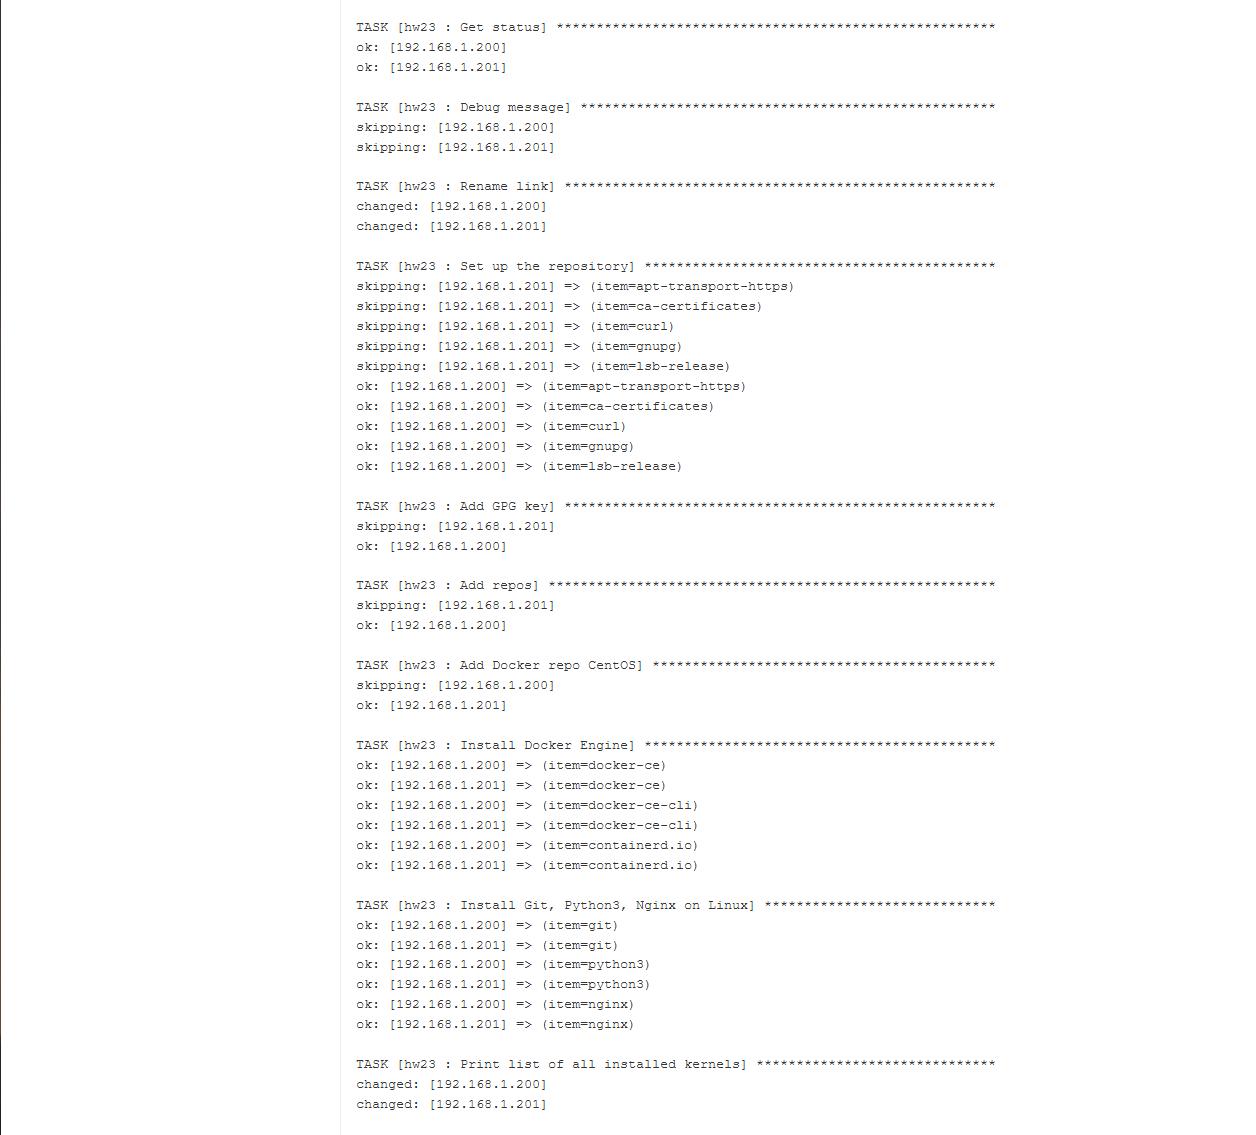 TASK [hw23 : Get status] *******************************************************
ok: [192.168.1.200]
ok: [192.168.1.201]
TASK [hw23 : Debug message] ****************************************************
skipping: [192.168.1.200]
skipping: [192.168.1.201]
TASK [hw23 : Rename link] ******************************************************
changed: [192.168.1.200]
changed: [192.168.1.201]
TASK [hw23 : Set up the repository] ********************************************
skipping: [192.168.1.201] => (item=apt-transport-https)
skipping: [192.168.1.201] => (item=ca-certificates)
skipping: [192.168.1.201] => (item=curl)
skipping: [192.168.1.201] => (item=gnupg)
skipping: [192.168.1.201] => (item=lsb-release)
ok: [192.168.1.200] => (item=apt-transport-https)
ok: [192.168.1.200] => (item=ca-certificates)
ok: [192.168.1.200] => (item=curl)
ok: [192.168.1.200] => (item=gnupg)
ok: [192.168.1.200] => (item=lsb-release)
TASK [hw23 : Add GPG key] ******************************************************
skipping: [192.168.1.201]
ok: [192.168.1.200]
TASK [hw23 : Add repos] ********************************************************
skipping: [192.168.1.201]
ok: [192.168.1.200]
TASK [hw23 : Add Docker repo CentOS] *******************************************
skipping: [192.168.1.200]
ok: [192.168.1.201]
TASK [hw23 : Install Docker Engine] ********************************************
ok: [192.168.1.200] => (item=docker-ce)
ok: [192.168.1.201] => (item=docker-ce)
ok: [192.168.1.200] => (item=docker-ce-cli)
ok: [192.168.1.201] => (item=docker-ce-cli)
ok: [192.168.1.200] => (item=containerd.io)
ok: [192.168.1.201] => (item=containerd.io)
TASK [hw23 : Install Git, Python3, Nginx on Linux] *****************************
ok: [192.168.1.200] => (item=git)
ok: [192.168.1.201] => (item=git)
ok: [192.168.1.200] => (item=python3)
ok: [192.168.1.201] => (item=python3)
ok: [192.168.1.200] => (item=nginx)
ok: [192.168.1.201] => (item=nginx)
TASK [hw23 : Print list of all installed kernels] ******************************
changed: [192.168.1.200]
changed: [192.168.1.201]